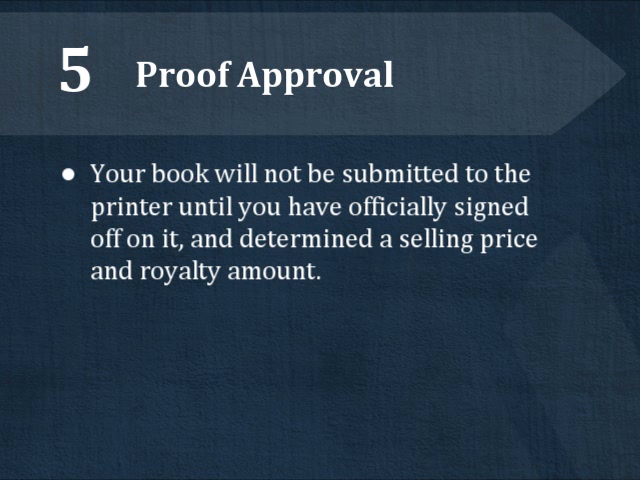 5 Proof Approval
● Your book will not be submitted to the
printer until you have officially signed
off on it, and determined a selling price
and royalty amount.